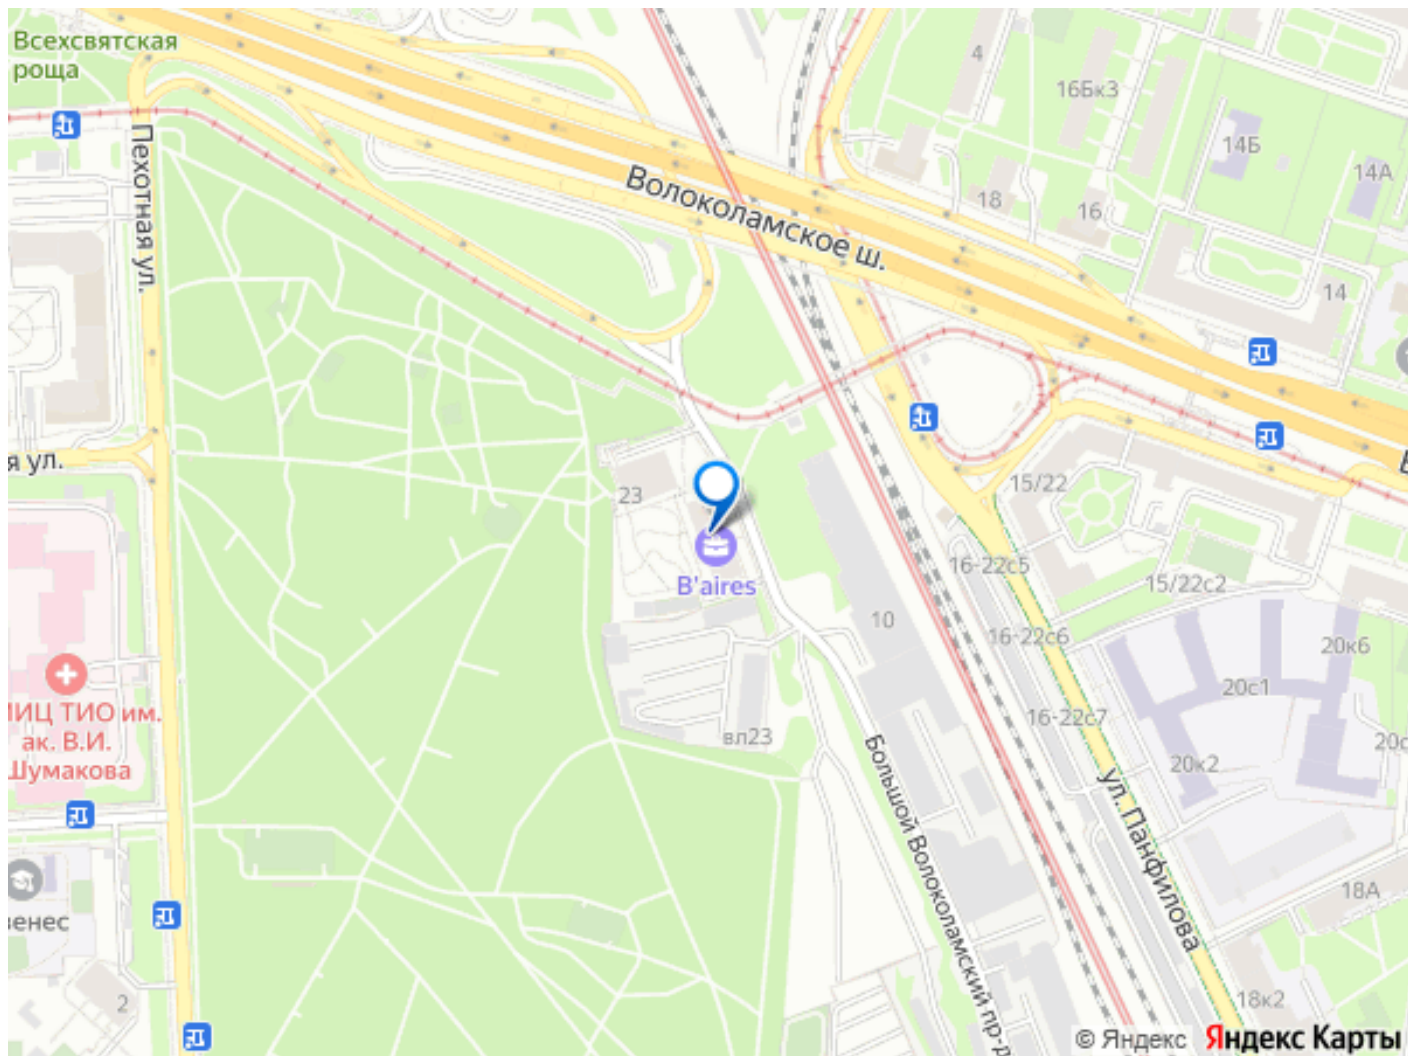 Всехсвятская
роща
4
16Бк3
14Б
14А
Пехотная ул.
Волоколамское ш.
18
16
14
я ул.
23
15/22
B'aires
16-22с5
15/22с2
10
16-22с6
20к6
20с1
16-22с7
ИЦ ТИО им.
ак. В.И.
Шумакова
вл23
20к2
Большой Волоколамский пр-д
ул. Панфилова
18А
венес
2
18к2
© Яндекс
Яндекс Карты